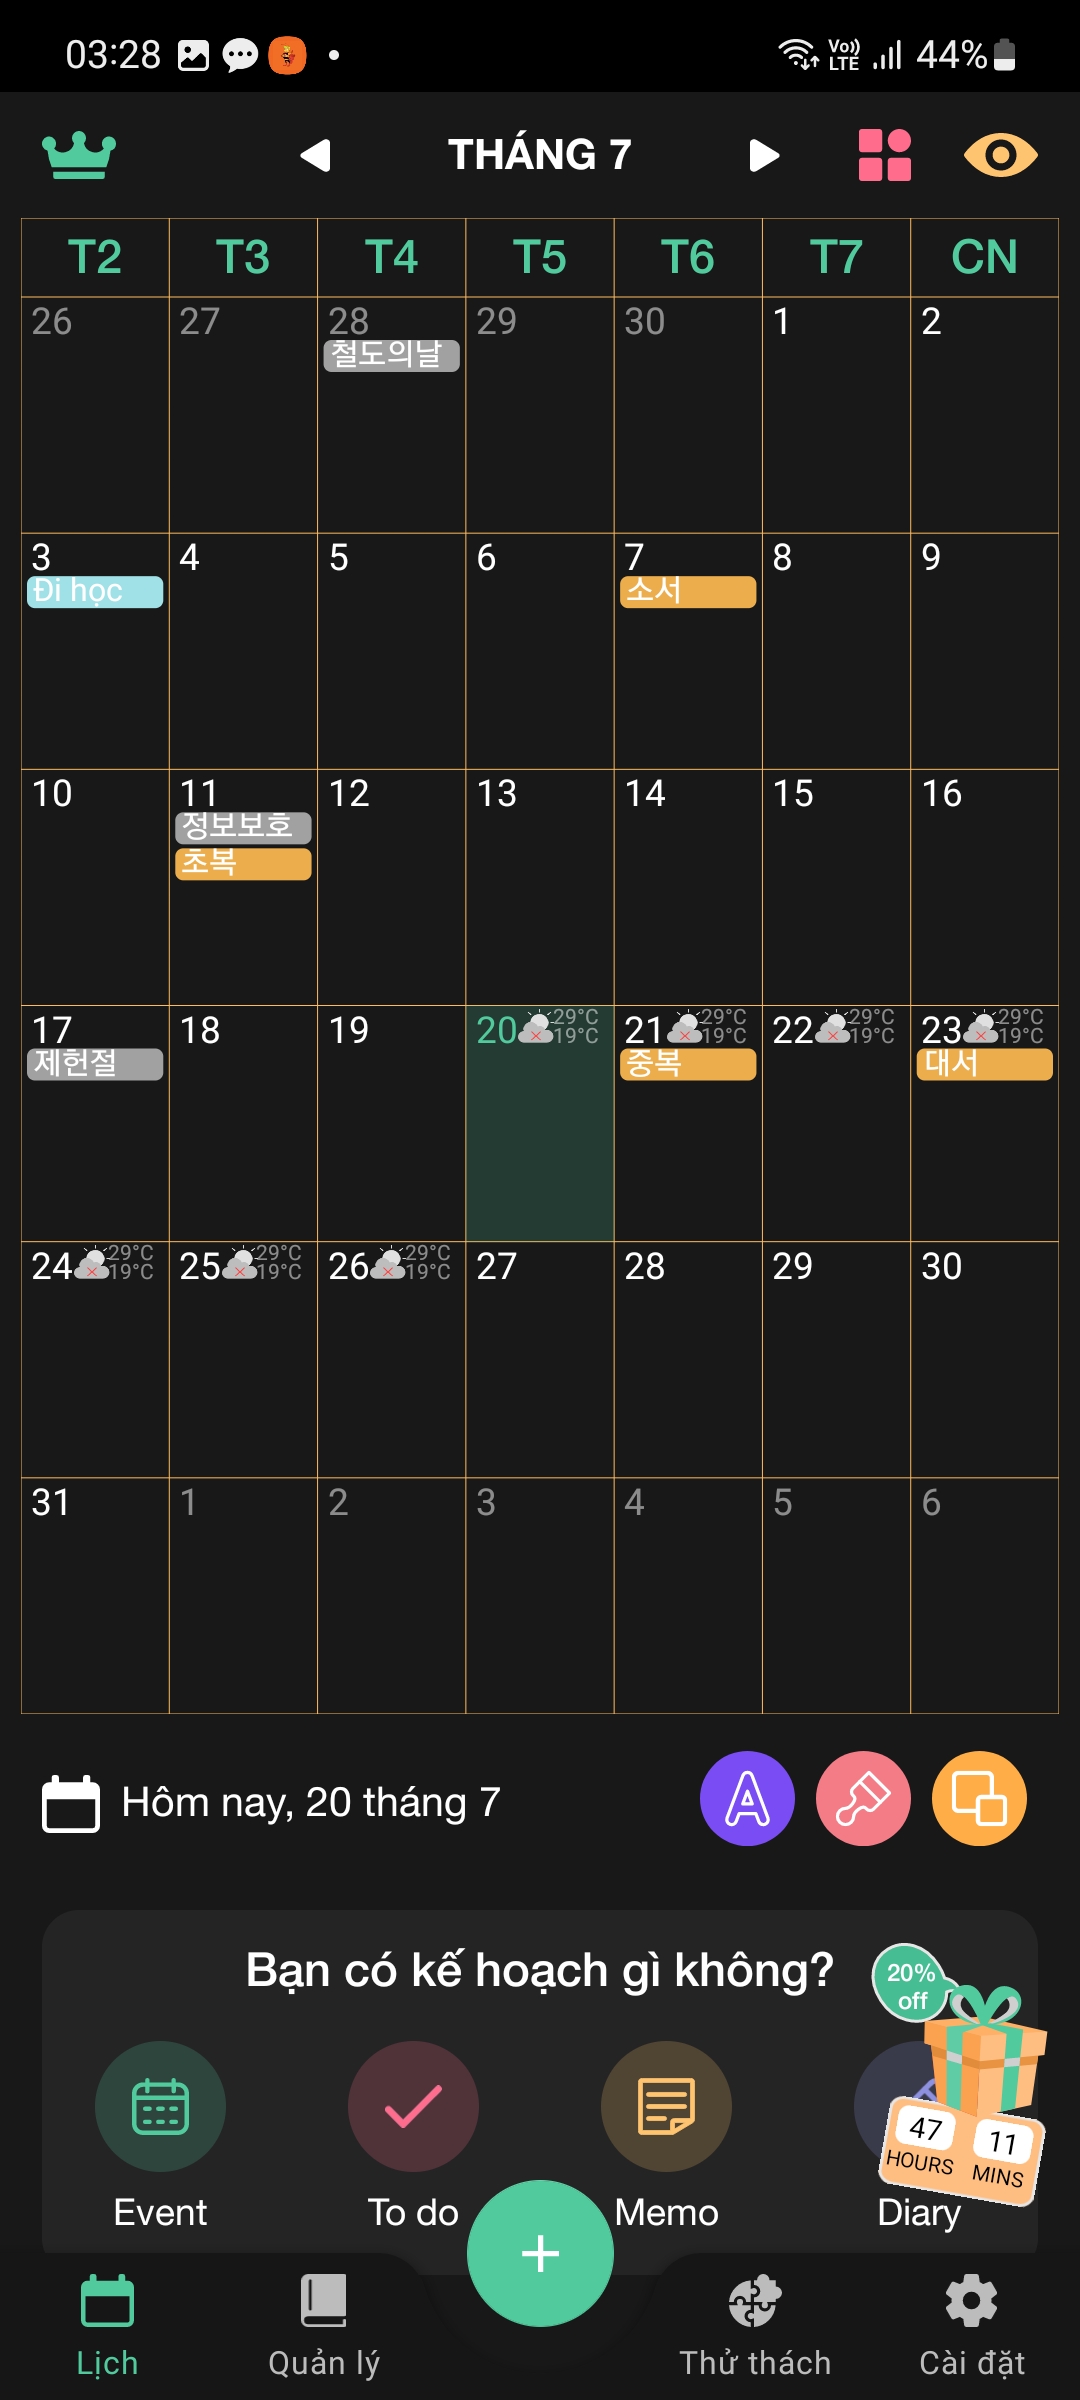 03:28 Vo)) LTE 44%
THÁNG 7
T2 T3 T4 T5 T6 T7 CN
26 27 28 29 30 1 2
철도의날
3 4 5 6 7 8 9
Đi học 소서
10 11 12 13 14 15 16
정보보호
초복
17 18 19 20 29°C 19°C 21 29°C 19°C 22 29°C 19°C 23 29°C 19°C
제헌절 중복 대서
24 29°C 19°C 25 29°C 19°C 26 29°C 19°C 27 28 29 30
31 1 2 3 4 5 6
Hôm nay, 20 tháng 7
A
Bạn có kế hoạch gì không?
20%
off
47 11
HOURS MINS
Event To do Memo Diary
Lịch Quản lý Thử thách Cài đặt